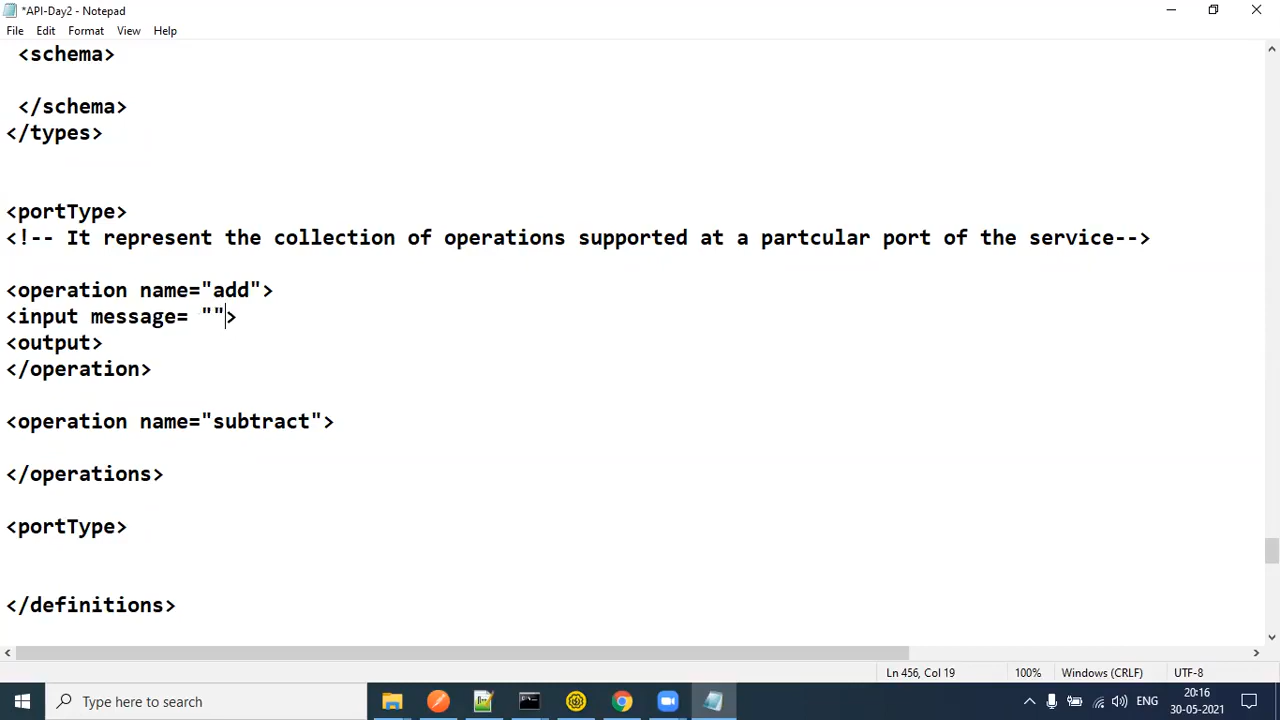 *API-Day2 - Notepad
File Edit Format View Help
<schema>
</schema>
</types>
<portType>
<!-- It represent the collection of operations supported at a partcular port of the service-->
<operation name="add">
<input message= "">
<output>
</operation>
<operation name="subtract">
</operations>
<portType>
</definitions>
Ln 456, Col 19 100% Windows (CRLF) UTF-8
Type here to search
ENG
20:16
30-05-2021